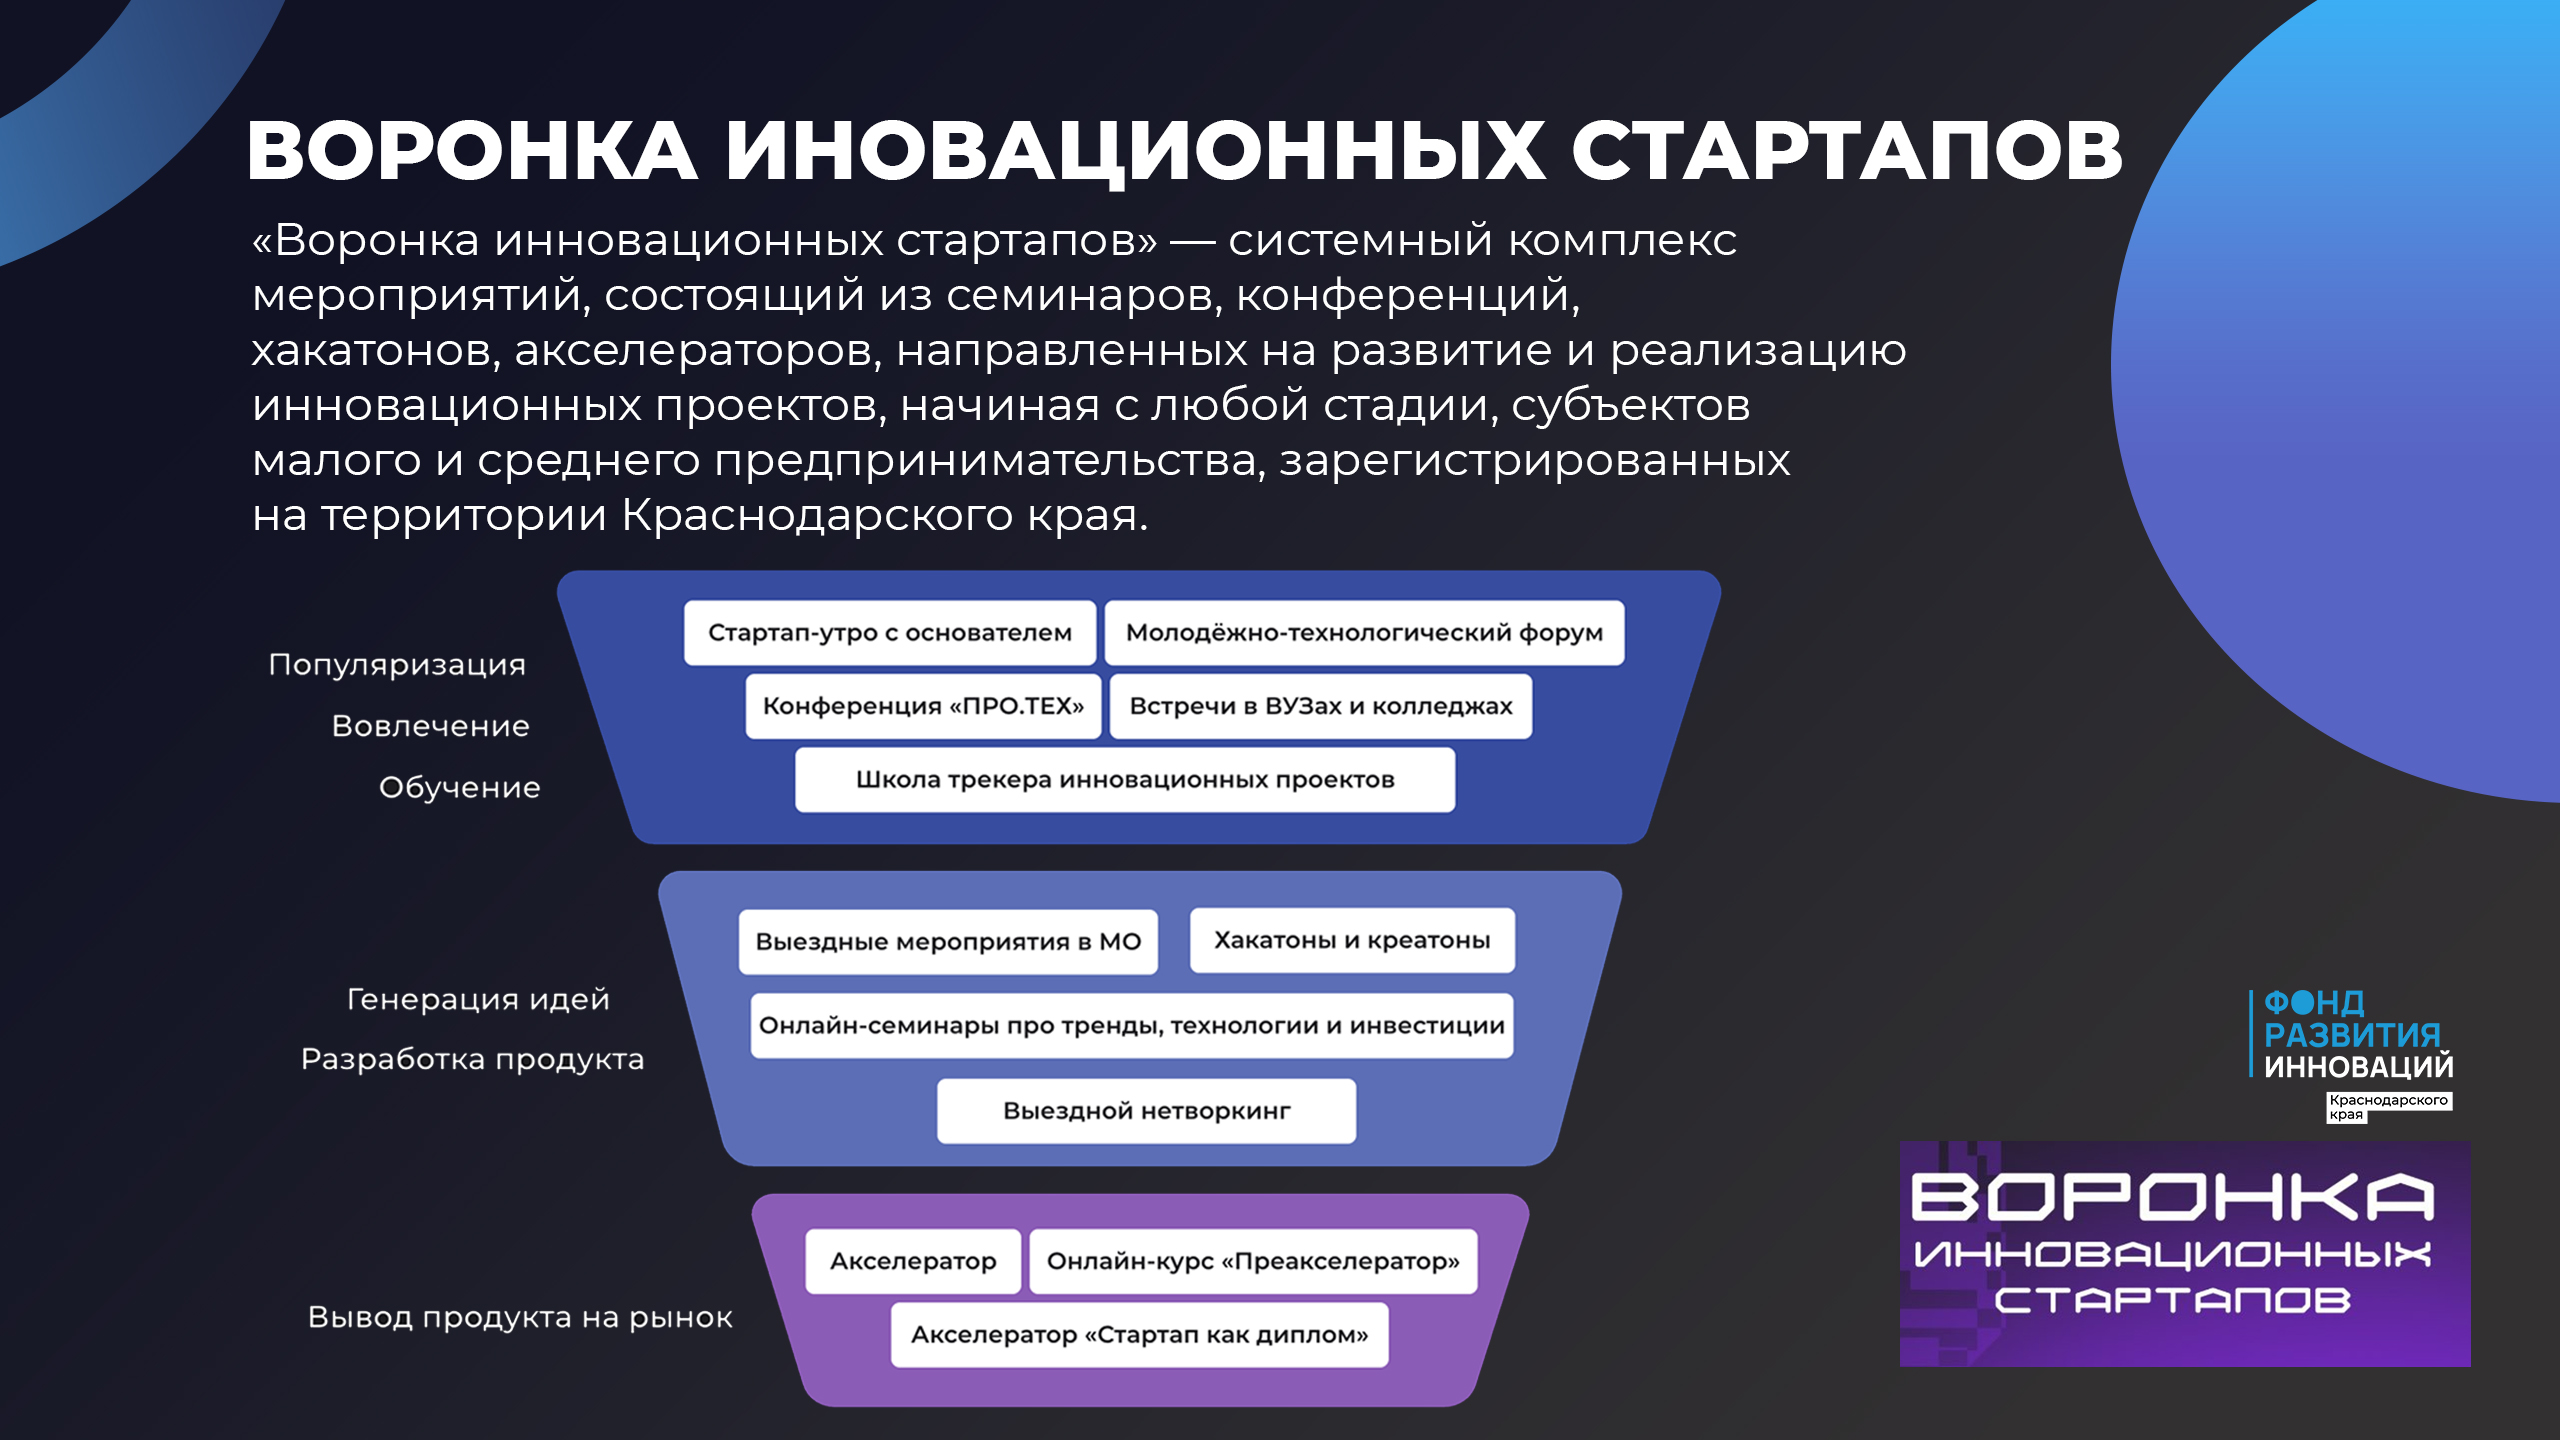 ВОРОНКА ИНОВАЦИОННЫХ СТАРТАПОВ
«Воронка инновационных стартапов» — системный комплекс
мероприятий, состоящий из семинаров, конференций,
хакатонов, акселераторов, направленных на развитие и реализацию
инновационных проектов, начиная с любой стадии, субъектов
малого и среднего предпринимательства, зарегистрированных
на территории Краснодарского края.
Популяризация
Вовлечение
Обучение
Стартап-утро с основателем
Молодёжно-технологический форум
Конференция «ПРО.ТЕХ»
Встречи в ВУЗах и колледжах
Школа трекера инновационных проектов
Генерация идей
Разработка продукта
Выездные мероприятия в МО
Хакатоны и креатоны
Онлайн-семинары про тренды, технологии и инвестиции
Выездной нетворкинг
Вывод продукта на рынок
Акселератор
Онлайн-курс «Преакселератор»
Акселератор «Стартап как диплом»
ФОНД
РАЗВИТИЯ
ИННОВАЦИЙ
Краснодарского
края
ВОРОНКА
ИННОВАЦИОННЫХ
СТАРТАПОВ